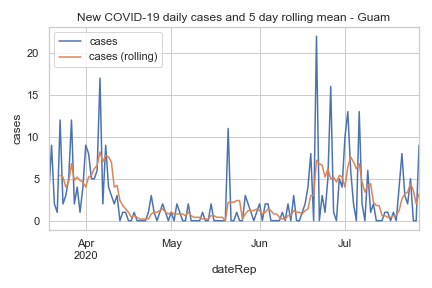 New COVID-19 daily cases and 5 day rolling mean - Guam
cases
cases (rolling)
cases
20
15
10
5
0
Apr
2020
May
Jun
Jul
dateRep